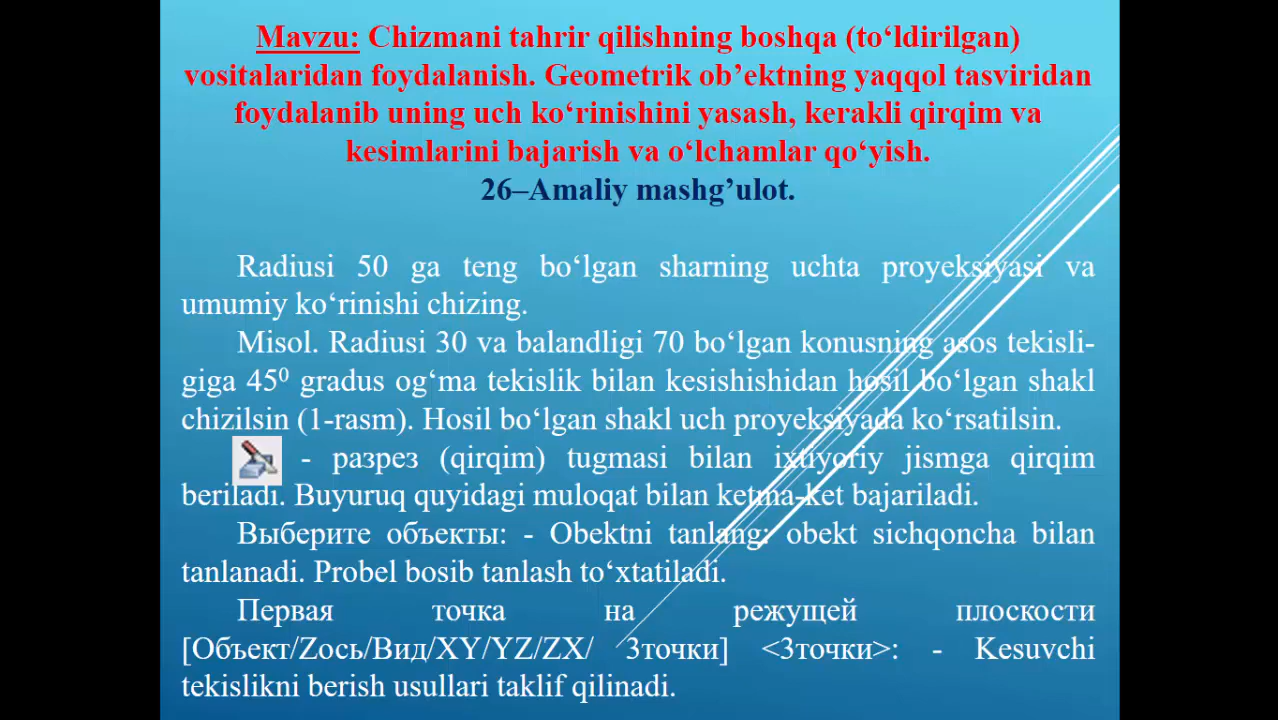 Mavzu: Chizmani tahrir qilishning boshqa (to‘ldirilgan)
vositalaridan foydalanish. Geometrik ob’ektning yaqqol tasviridan
foydalanib uning uch ko‘rinishini yasash, kerakli qirqim va
kesimlarini bajarish va o‘lchamlar qo‘yish.
26–Amaliy mashg’ulot.
Radiusi 50 ga teng bo‘lgan sharning uchta proyeksiyasi va
umumiy ko‘rinishi chizing.
Misol. Radiusi 30 va balandligi 70 bo‘lgan konusning asos tekisli-
giga 45⁰ gradus og‘ma tekislik bilan kesishishidan hosil bo‘lgan shakl
chizilsin (1-rasm). Hosil bo‘lgan shakl uch proyeksiyada ko‘rsatilsin.
- разрез (qirqim) tugmasi bilan ixtiyoriy jismga qirqim
beriladi. Buyuruq quyidagi muloqat bilan ketma-ket bajariladi.
Выберите объекты: - Obektni tanlang: obekt sichqoncha bilan
tanlanadi. Probel bosib tanlash to‘xtatiladi.
Первая точка на режущей плоскости
[Объект/Zось/Вид/XY/YZ/ZX/ 3точки] <3точки>: - Kesuvchi
tekislikni berish usullari taklif qilinadi.